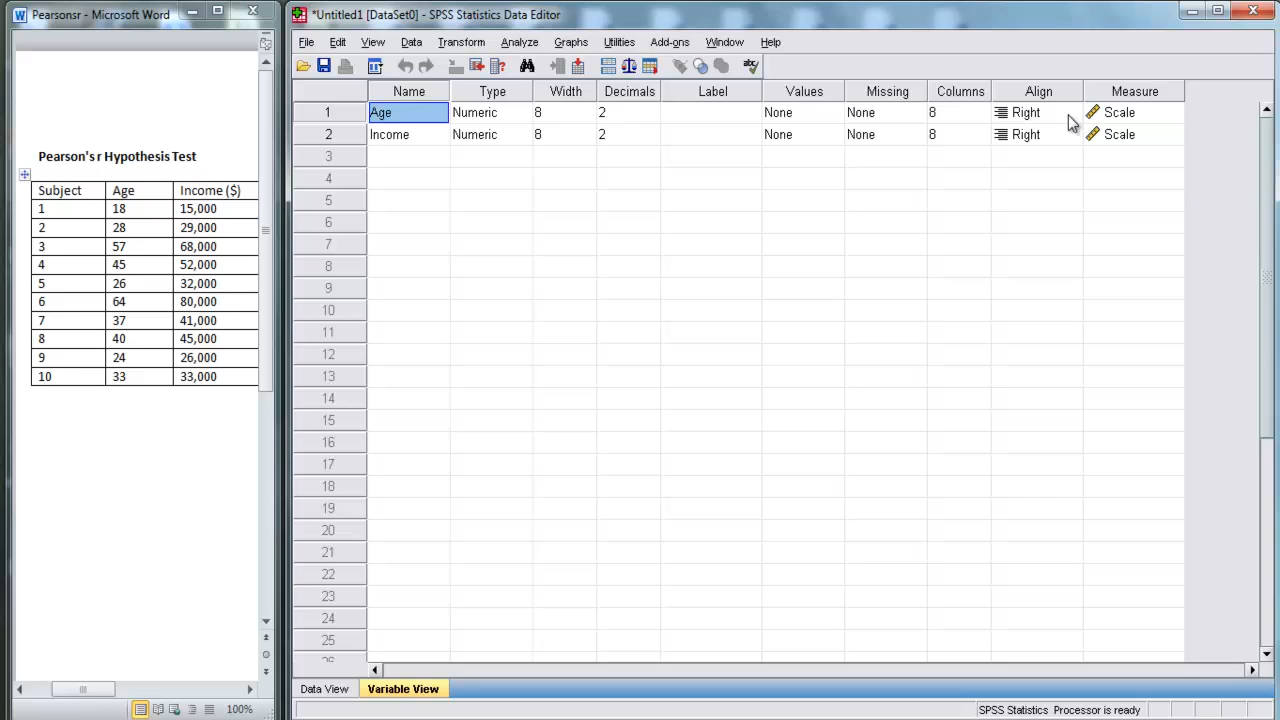 Pearsonsr - Microsoft Word
Pearson's r Hypothesis Test
Subject Age Income ($)
1 18 15,000
2 28 29,000
3 57 68,000
4 45 52,000
5 26 32,000
6 64 80,000
7 37 41,000
8 40 45,000
9 24 26,000
10 33 33,000
100%
*Untitled1 [DataSet0] - SPSS Statistics Data Editor
File Edit View Data Transform Analyze Graphs Utilities Add-ons Window Help
Name Type Width Decimals Label Values Missing Columns Align Measure
1 Age Numeric 8 2 None None 8 Right Scale
2 Income Numeric 8 2 None None 8 Right Scale
3
4
5
6
7
8
9
10
11
12
13
14
15
16
17
18
19
20
21
22
23
24
25
26
Data View Variable View
SPSS Statistics Processor is ready